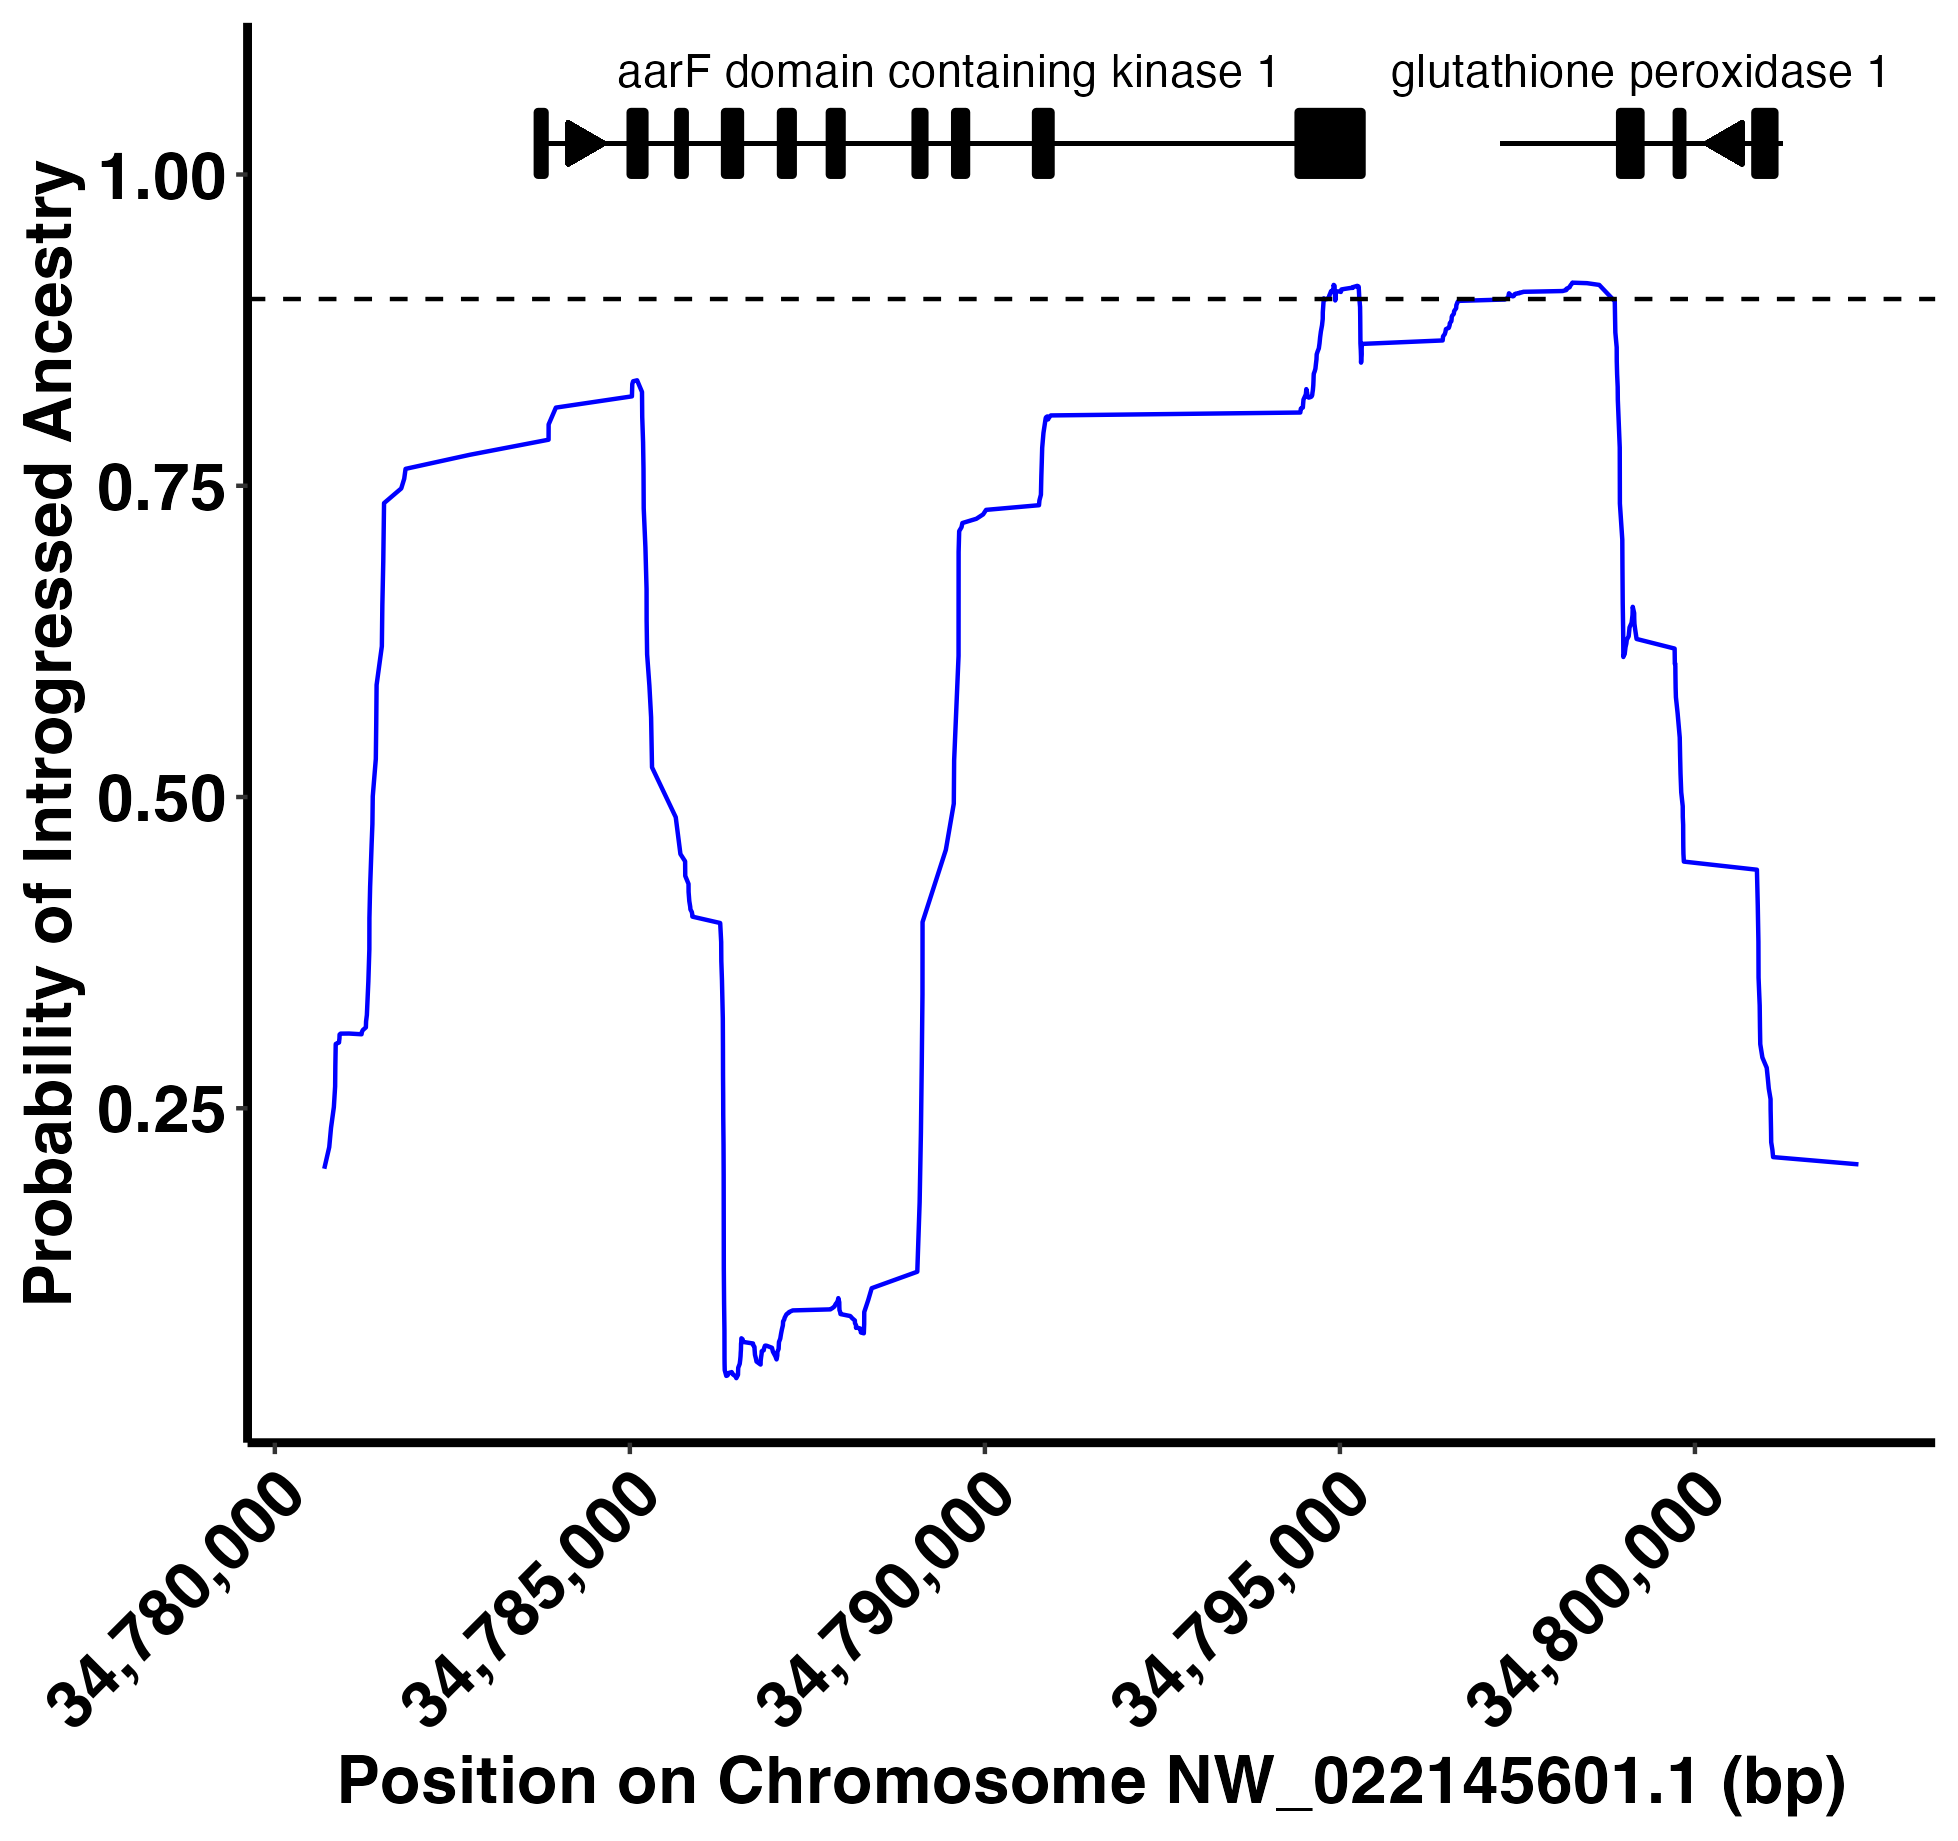 aarF domain containing kinase 1
glutathione peroxidase 1
Probability of Introgressed Ancestry
1.00
0.75
0.50
0.25
34,780,000
34,785,000
34,790,000
34,795,000
34,800,000
Position on Chromosome NW_022145601.1 (bp)